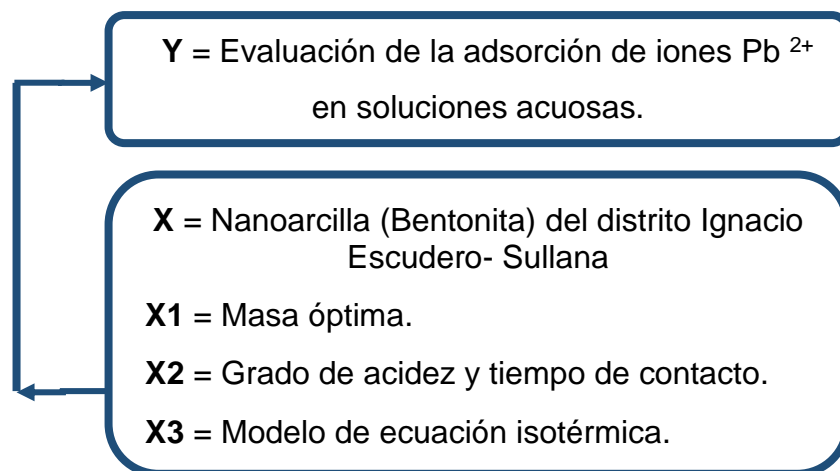 Y = Evaluación de la adsorción de iones Pb ²⁺
en soluciones acuosas.
X = Nanoarcilla (Bentonita) del distrito Ignacio
Escudero- Sullana
X1 = Masa óptima.
X2 = Grado de acidez y tiempo de contacto.
X3 = Modelo de ecuación isotérmica.